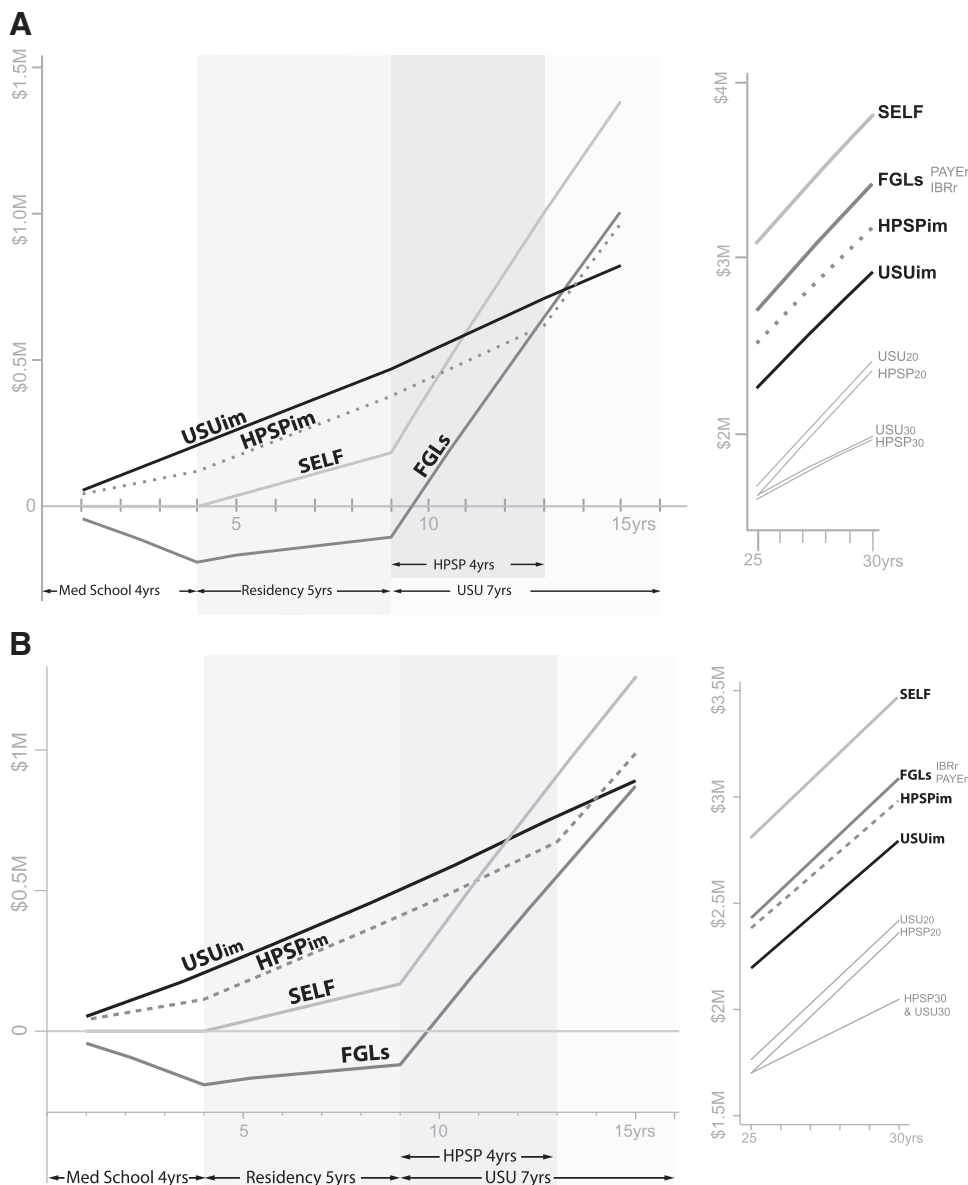 A
$1.5M
$1.0M
$0.5M
0
USUim
HPSPim
SELF
FGLs
5
10
15yrs
HPSP 4yrs
Med School 4yrs
Residency 5yrs
USU 7yrs
$4M
$3M
$2M
SELF
FGLs PAYEr
IBRr
HPSPim
USUim
USU20
HPSP20
USU30
HPSP30
25
30yrs
B
$1M
$0.5M
0
USUim
HPSPim
SELF
FGLs
5
10
15yrs
HPSP 4yrs
Med School 4yrs
Residency 5yrs
USU 7yrs
$3.5M
$3M
$2.5M
$2M
$1.5M
SELF
FGLs IBRr
PAYEr
HPSPim
USUim
USU20
HPSP20
HPSP30
& USU30
25
30yrs